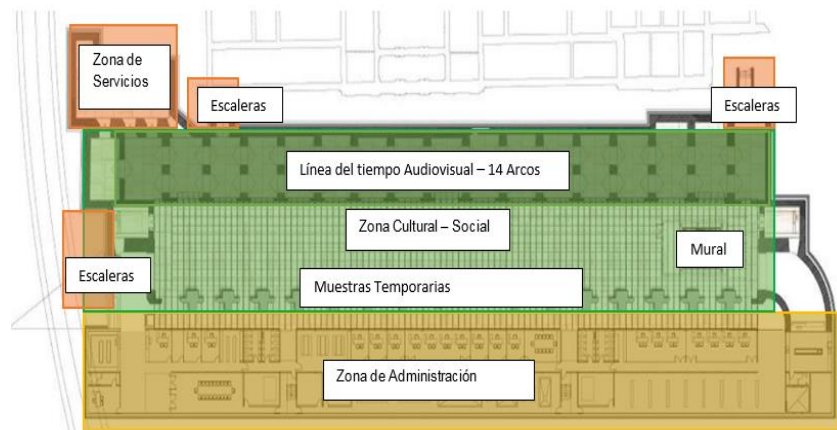 Zona de
Servicios
Escaleras
Escaleras
Línea del tiempo Audiovisual – 14 Arcos
Zona Cultural – Social
Mural
Escaleras
Muestras Temporarias
Zona de Administración